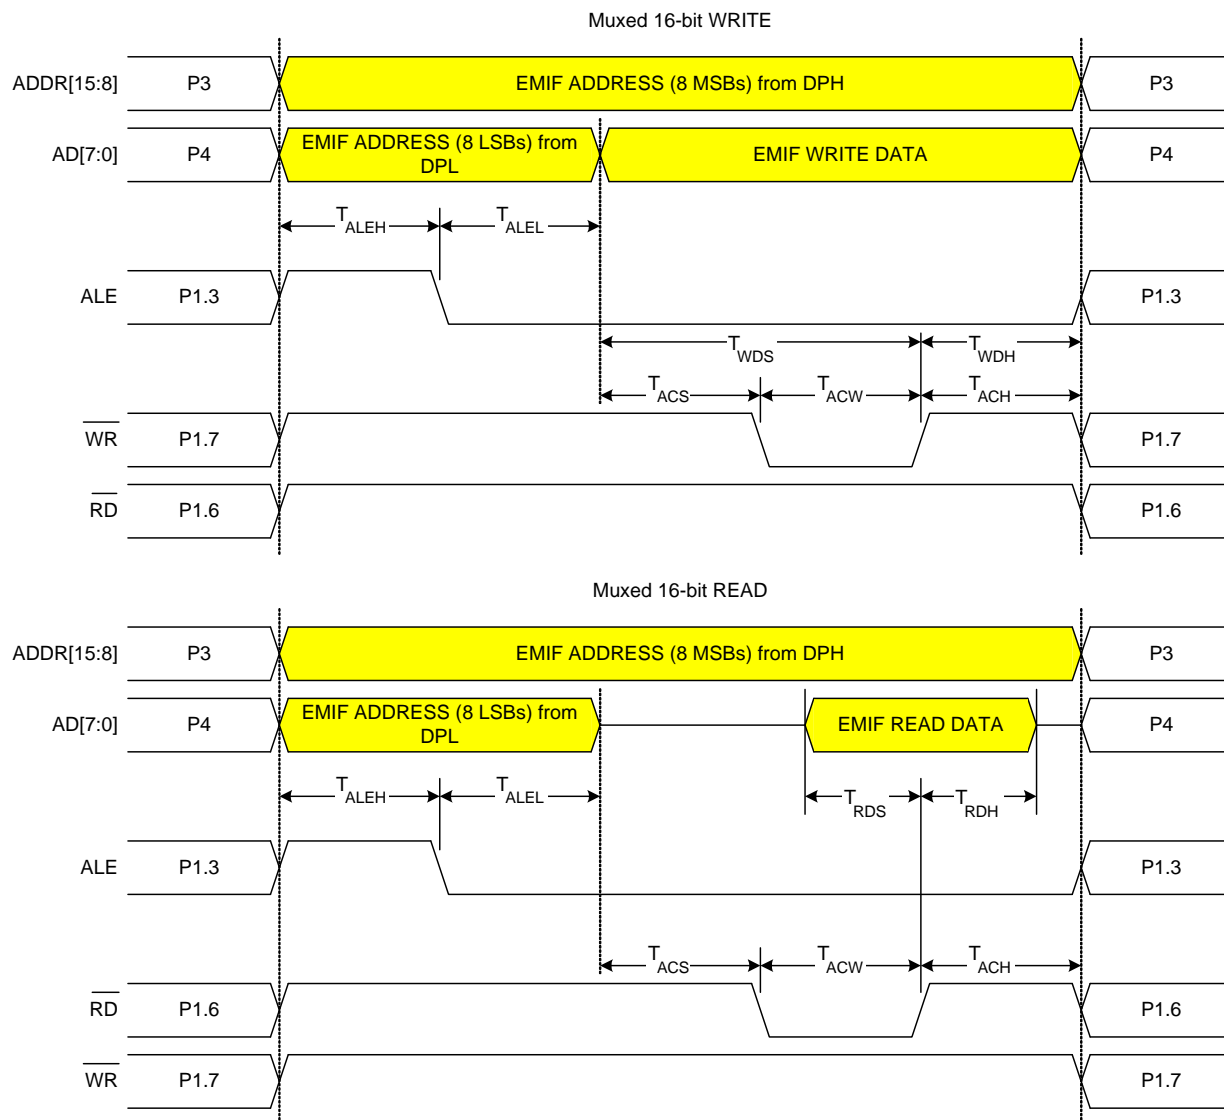 Muxed 16-bit WRITE
ADDR[15:8] P3 EMIF ADDRESS (8 MSBs) from DPH P3
AD[7:0] P4 EMIF ADDRESS (8 LSBs) from
DPL EMIF WRITE DATA P4
TALEH TALEL
ALE P1.3 P1.3
TWDS TWDH
TACS TACW TACH
WR P1.7 P1.7
RD P1.6 P1.6
Muxed 16-bit READ
ADDR[15:8] P3 EMIF ADDRESS (8 MSBs) from DPH P3
AD[7:0] P4 EMIF ADDRESS (8 LSBs) from
DPL EMIF READ DATA P4
TALEH TALEL TRDS TRDH
ALE P1.3 P1.3
TACS TACW TACH
RD P1.6 P1.6
WR P1.7 P1.7